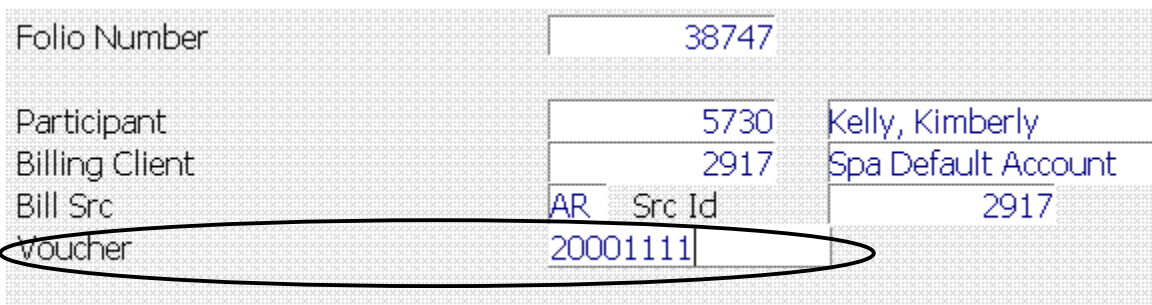 Folio Number 38747
Participant 5730 Kelly, Kimberly
Billing Client 2917 Spa Default Account
Bill Src AR Src Id 2917
Voucher 20001111